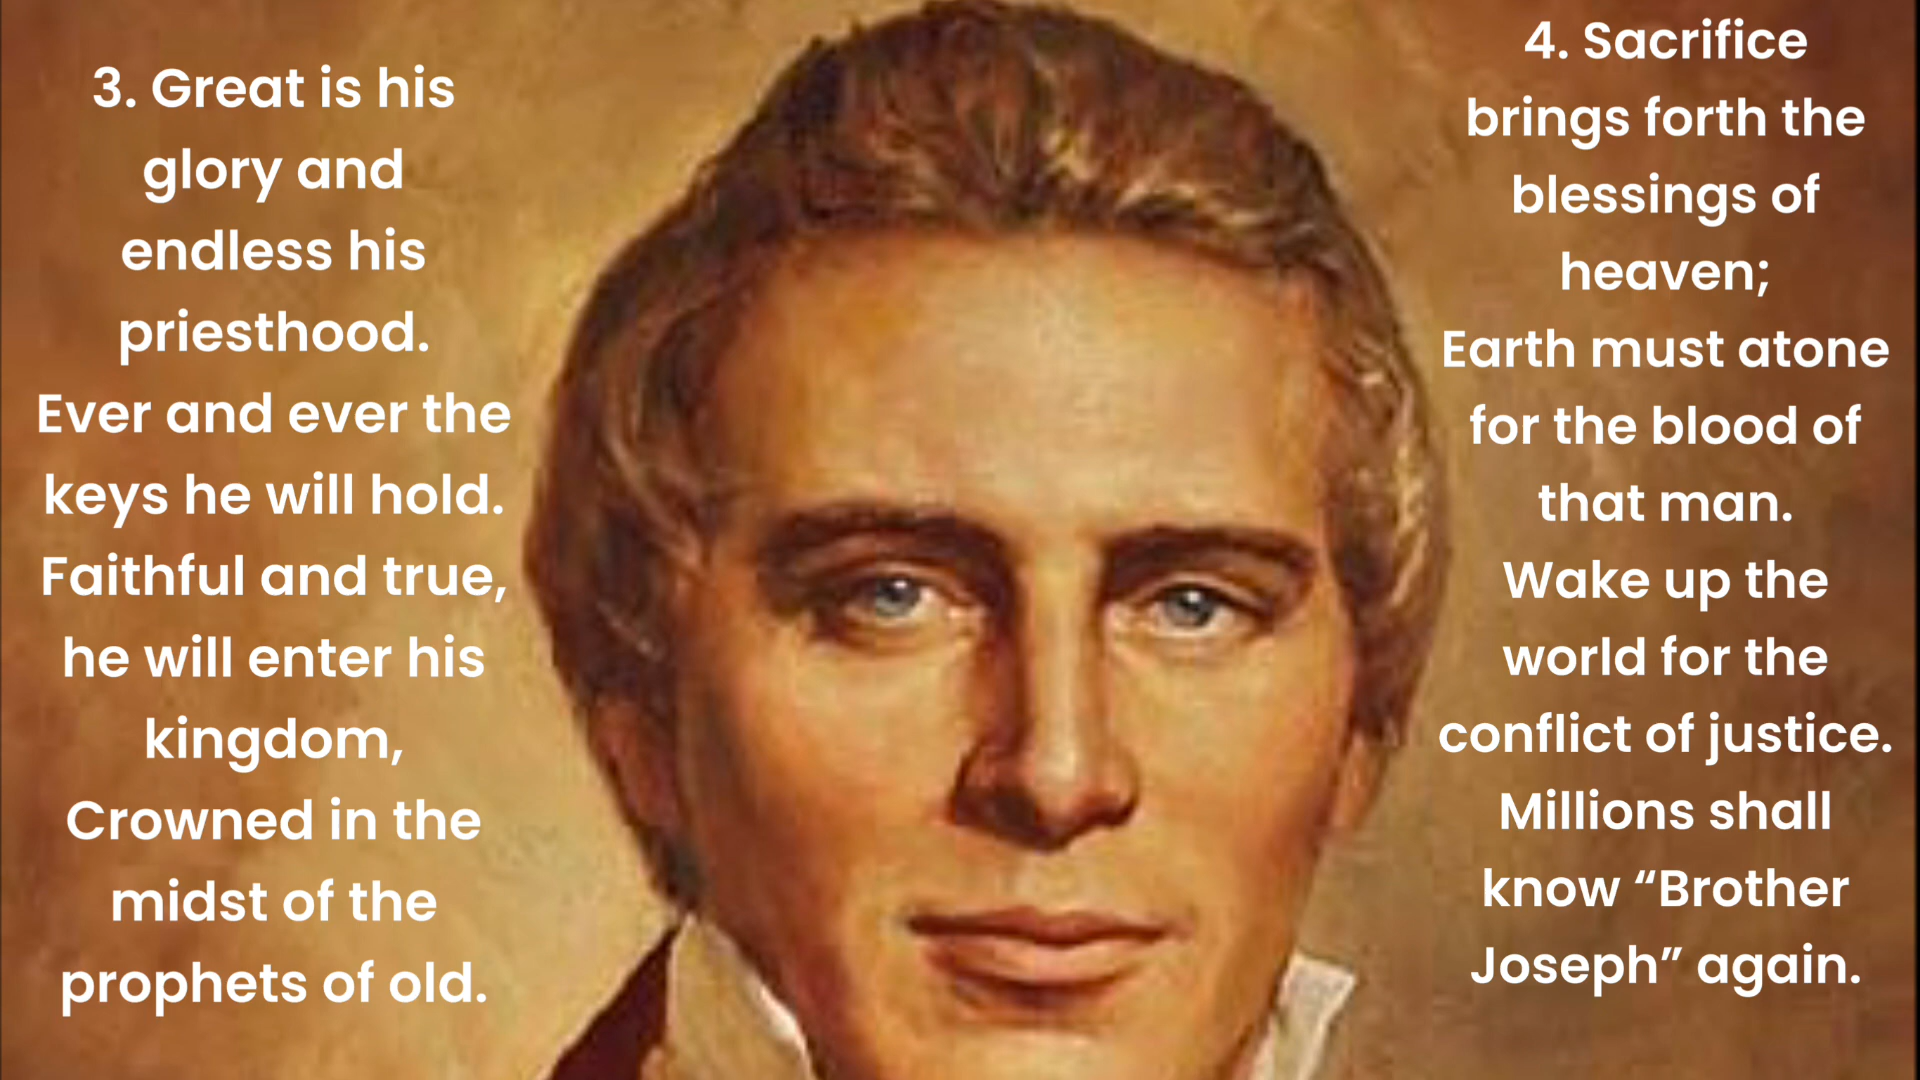 3. Great is his
glory and
endless his
priesthood.
Ever and ever the
keys he will hold.
Faithful and true,
he will enter his
kingdom,
Crowned in the
midst of the
prophets of old.
4. Sacrifice
brings forth the
blessings of
heaven;
Earth must atone
for the blood of
that man.
Wake up the
world for the
conflict of justice.
Millions shall
know “Brother
Joseph” again.